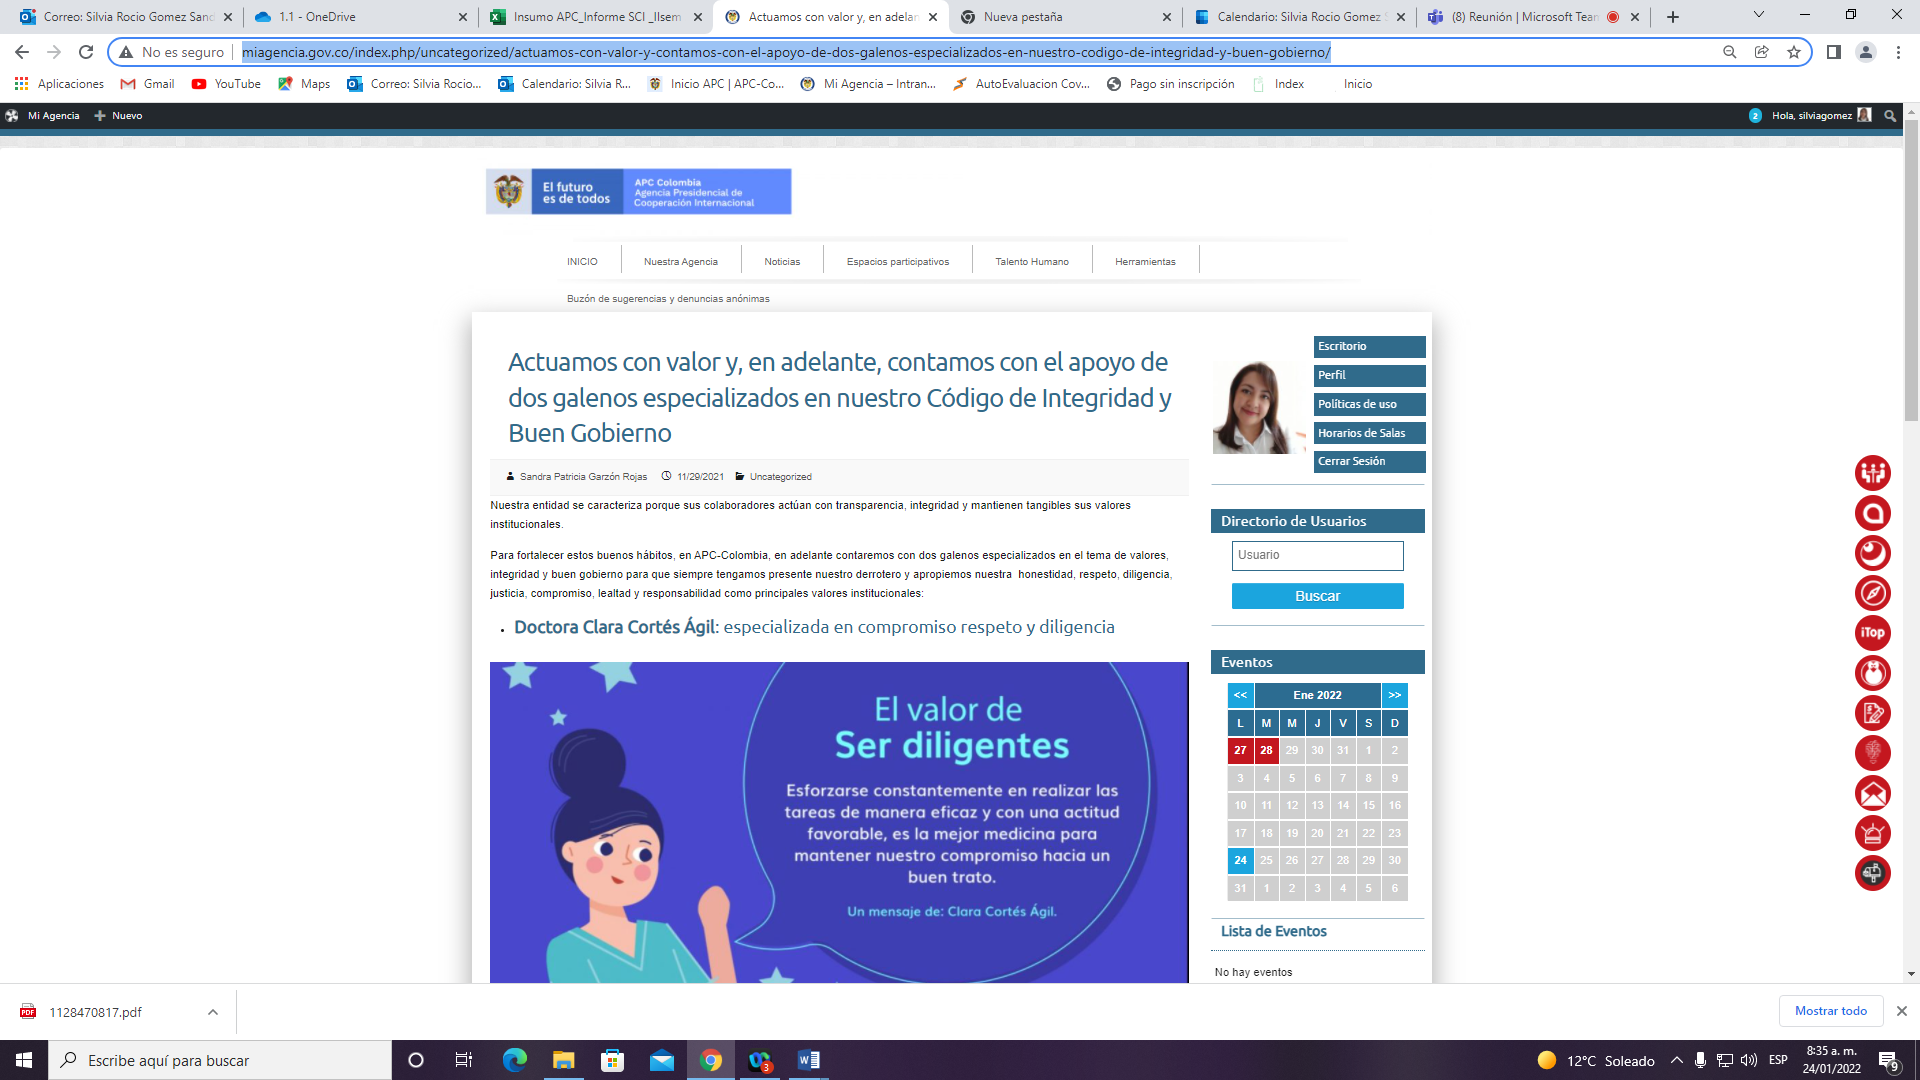 Correo: Silvia Rocio Gomez Sand
1.1 - OneDrive
Insumo APC_Informe SCI _IIsem
Actuamos con valor y, en adelan
Nueva pestaña
Calendario: Silvia Rocio Gomez S
(8) Reunión | Microsoft Team
No es seguro
miagencia.gov.co/index.php/uncategorized/actuamos-con-valor-y-contamos-con-el-apoyo-de-dos-galenos-especializados-en-nuestro-codigo-de-integridad-y-buen-gobierno/
Aplicaciones
Gmail
YouTube
Maps
Correo: Silvia Rocio...
Calendario: Silvia R...
Inicio APC | APC-Co...
Mi Agencia – Intran...
AutoEvaluacion Cov...
Pago sin inscripción
Index
Inicio
Mi Agencia
Nuevo
2
Hola, silviagomez
El futuro
es de todos
APC Colombia
Agencia Presidencial de
Cooperación Internacional
INICIO
Nuestra Agencia
Noticias
Espacios participativos
Talento Humano
Herramientas
Buzón de sugerencias y denuncias anónimas
Actuamos con valor y, en adelante, contamos con el apoyo de
dos galenos especializados en nuestro Código de Integridad y
Buen Gobierno
Sandra Patricia Garzón Rojas
11/29/2021
Uncategorized
Nuestra entidad se caracteriza porque sus colaboradores actúan con transparencia, integridad y mantienen tangibles sus valores
institucionales.
Para fortalecer estos buenos hábitos, en APC-Colombia, en adelante contaremos con dos galenos especializados en el tema de valores,
integridad y buen gobierno para que siempre tengamos presente nuestro derrotero y apropiemos nuestra honestidad, respeto, diligencia,
justicia, compromiso, lealtad y responsabilidad como principales valores institucionales:
• Doctora Clara Cortés Ágil: especializada en compromiso respeto y diligencia
El valor de
Ser diligentes
Esforzarse constantemente en realizar las
tareas de manera eficaz y con una actitud
favorable, es la mejor medicina para
mantener nuestro compromiso hacia un
buen trato.
Un mensaje de: Clara Cortés Ágil.
Escritorio
Perfil
Políticas de uso
Horarios de Salas
Cerrar Sesión
Directorio de Usuarios
Usuario
Buscar
Eventos
<< Ene 2022 >>
L M M J V S D
27 28 29 30 31 1 2
3 4 5 6 7 8 9
10 11 12 13 14 15 16
17 18 19 20 21 22 23
24 25 26 27 28 29 30
31 1 2 3 4 5 6
Lista de Eventos
No hay eventos
iTop
PDF
1128470817.pdf
Mostrar todo
Escribe aquí para buscar
3
12°C Soleado
ESP
8:35 a. m.
24/01/2022
9